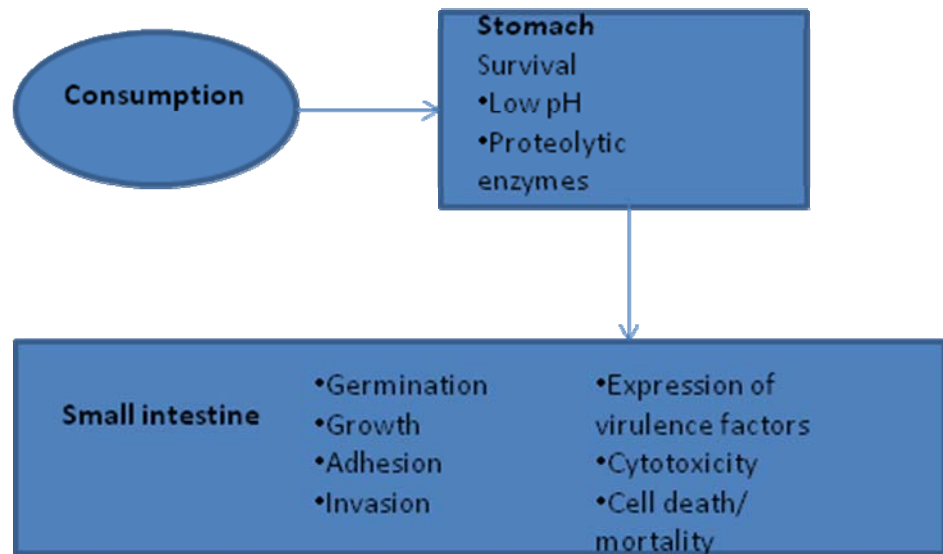 Consumption
Stomach
Survival
•Low pH
•Proteolytic
enzymes
Small intestine
•Germination
•Growth
•Adhesion
•Invasion
•Expression of
virulence factors
•Cytotoxicity
•Cell death/
mortality